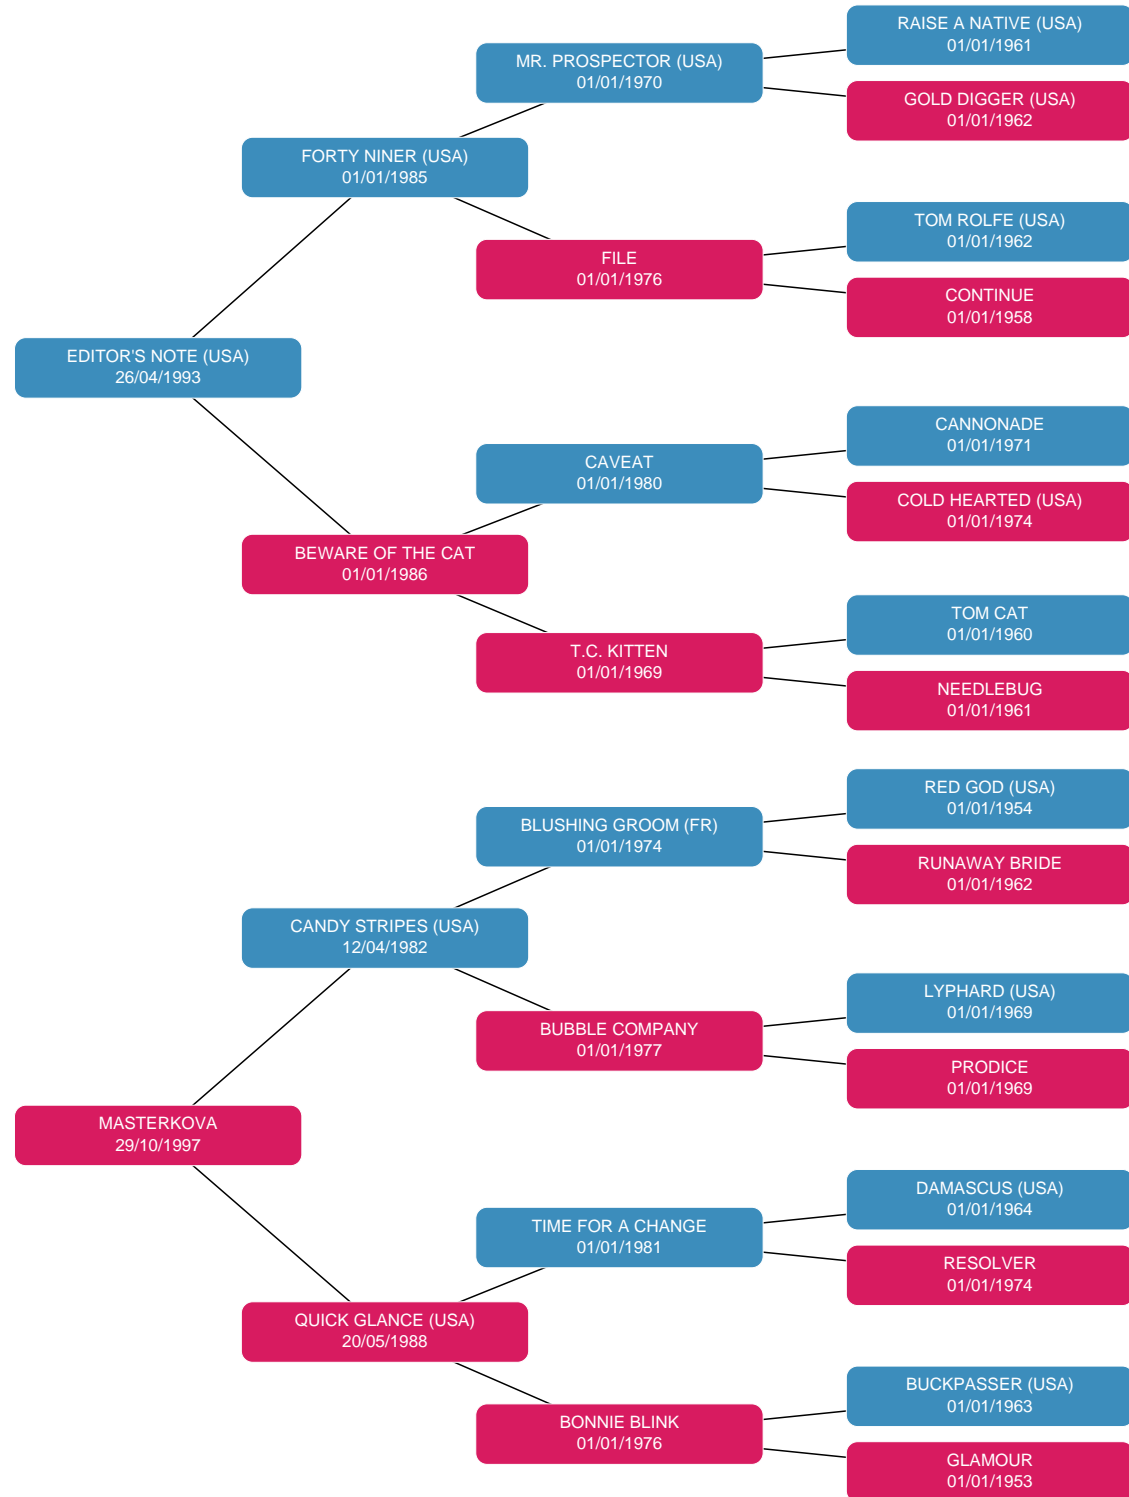 RAISE A NATIVE (USA)
01/01/1961
MR. PROSPECTOR (USA)
01/01/1970
GOLD DIGGER (USA)
01/01/1962
FORTY NINER (USA)
01/01/1985
TOM ROLFE (USA)
01/01/1962
FILE
01/01/1976
CONTINUE
01/01/1958
EDITOR'S NOTE (USA)
26/04/1993
CANNONADE
01/01/1971
CAVEAT
01/01/1980
COLD HEARTED (USA)
01/01/1974
BEWARE OF THE CAT
01/01/1986
TOM CAT
01/01/1960
T.C. KITTEN
01/01/1969
NEEDLEBUG
01/01/1961
RED GOD (USA)
01/01/1954
BLUSHING GROOM (FR)
01/01/1974
RUNAWAY BRIDE
01/01/1962
CANDY STRIPES (USA)
12/04/1982
LYPHARD (USA)
01/01/1969
BUBBLE COMPANY
01/01/1977
PRODICE
01/01/1969
MASTERKOVA
29/10/1997
DAMASCUS (USA)
01/01/1964
TIME FOR A CHANGE
01/01/1981
RESOLVER
01/01/1974
QUICK GLANCE (USA)
20/05/1988
BUCKPASSER (USA)
01/01/1963
BONNIE BLINK
01/01/1976
GLAMOUR
01/01/1953